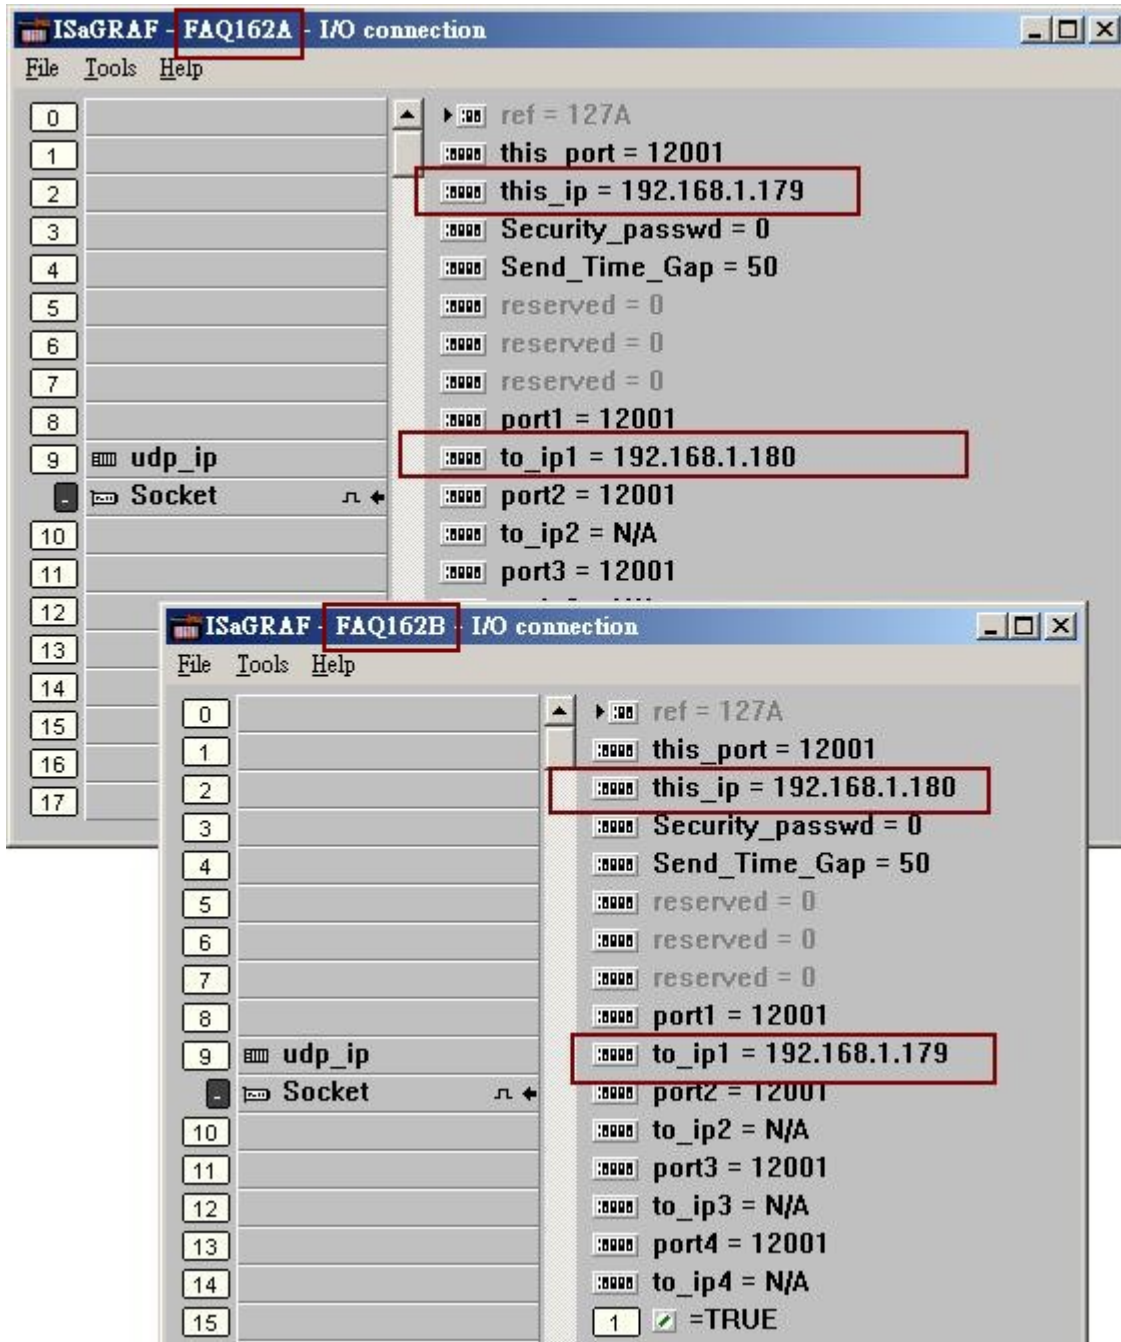 ISaGRAF - FAQ162A - I/O connection
File Tools Help
0
1
2
3
4
5
6
7
8
9 udp_ip
- Socket
10
11
12
13
14
15
16
17
ref = 127A
this_port = 12001
this_ip = 192.168.1.179
Security_passwd = 0
Send_Time_Gap = 50
reserved = 0
reserved = 0
reserved = 0
port1 = 12001
to_ip1 = 192.168.1.180
port2 = 12001
to_ip2 = N/A
port3 = 12001
ISaGRAF - FAQ162B - I/O connection
File Tools Help
0
1
2
3
4
5
6
7
8
9 udp_ip
- Socket
10
11
12
13
14
15
ref = 127A
this_port = 12001
this_ip = 192.168.1.180
Security_passwd = 0
Send_Time_Gap = 50
reserved = 0
reserved = 0
reserved = 0
port1 = 12001
to_ip1 = 192.168.1.179
port2 = 12001
to_ip2 = N/A
port3 = 12001
to_ip3 = N/A
port4 = 12001
to_ip4 = N/A
1 =TRUE